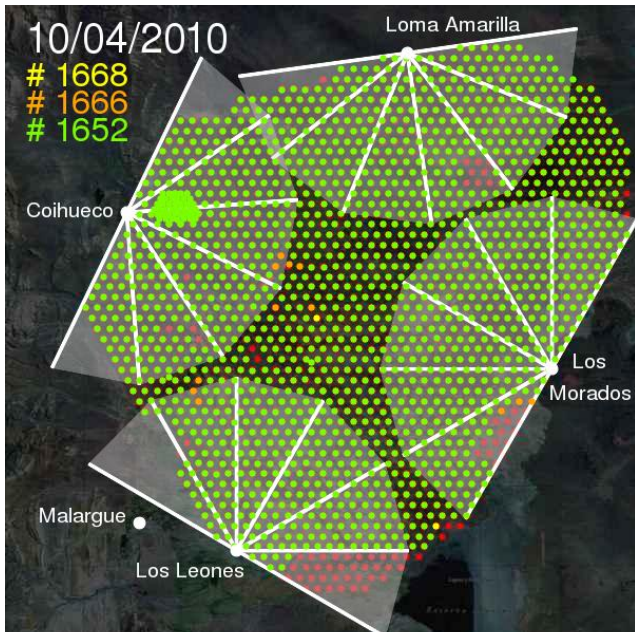 10/04/2010
# 1668
# 1666
# 1652
Loma Amarilla
Coihueco
Los
Morados
Malargue
Los Leones